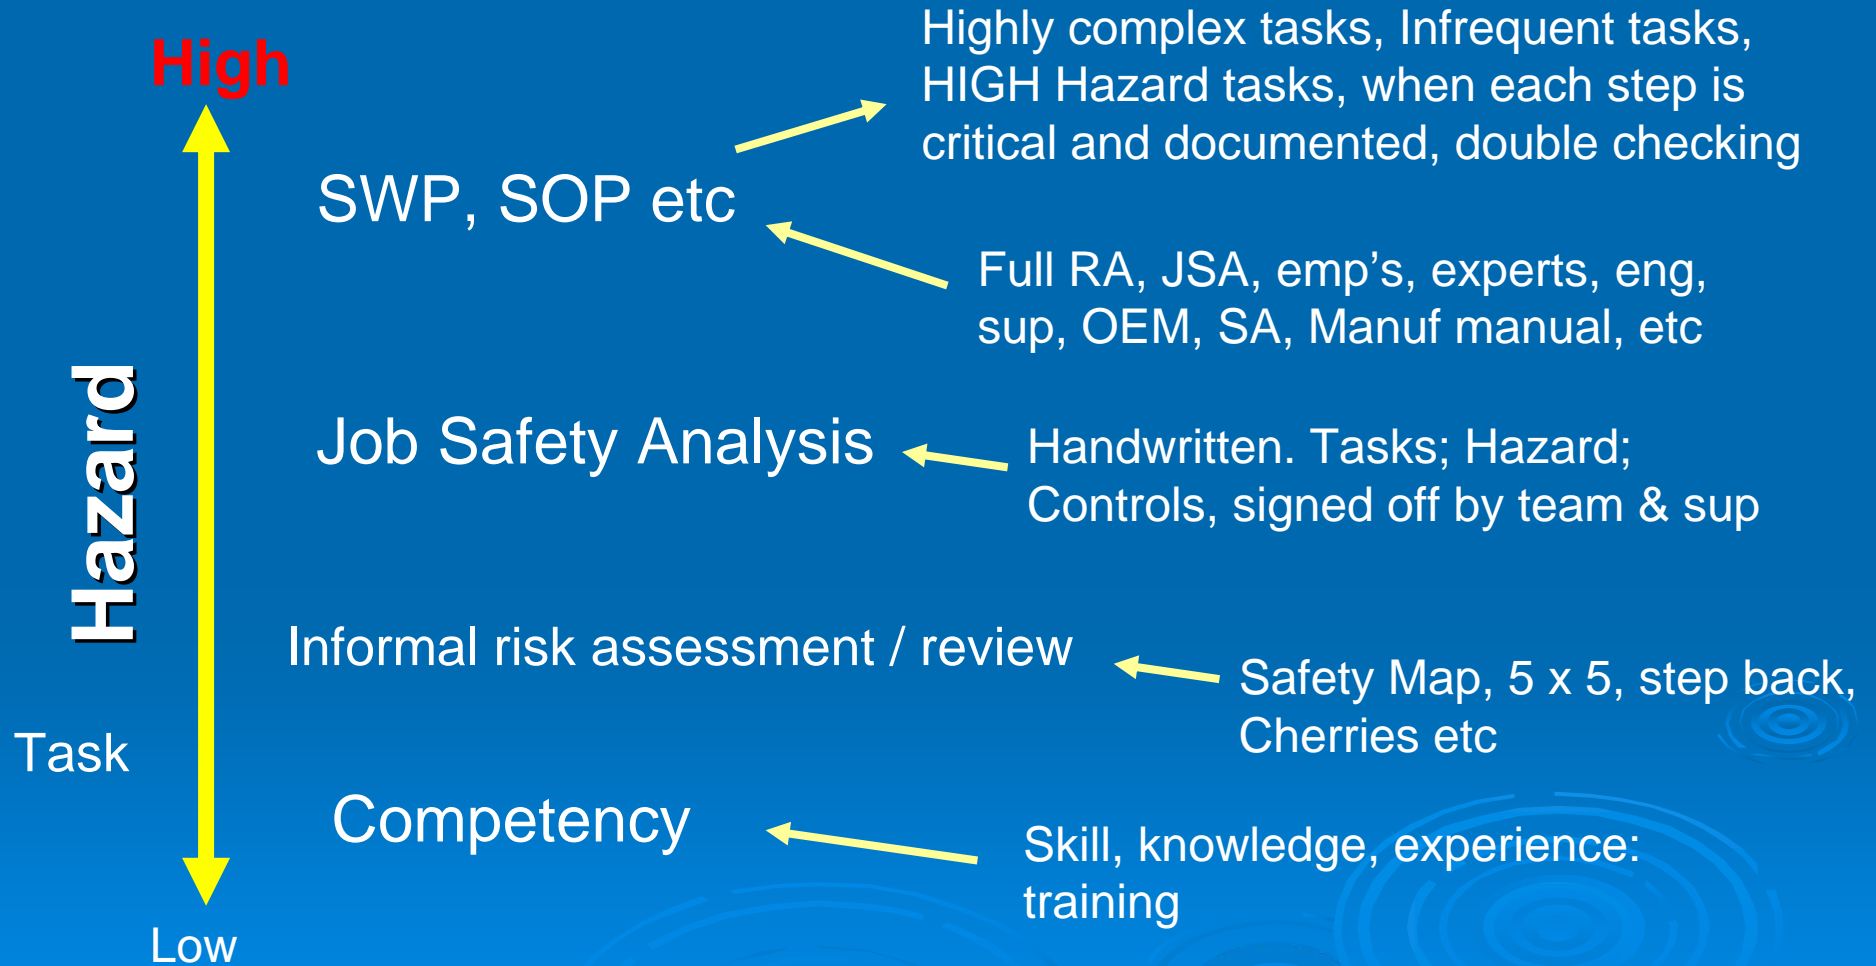 High
Highly complex tasks, Infrequent tasks,
HIGH Hazard tasks, when each step is
critical and documented, double checking
SWP, SOP etc
Full RA, JSA, emp’s, experts, eng,
sup, OEM, SA, Manuf manual, etc
Hazard
Job Safety Analysis
Handwritten. Tasks; Hazard;
Controls, signed off by team & sup
Informal risk assessment / review
Safety Map, 5 x 5, step back,
Cherries etc
Task
Competency
Skill, knowledge, experience:
training
Low